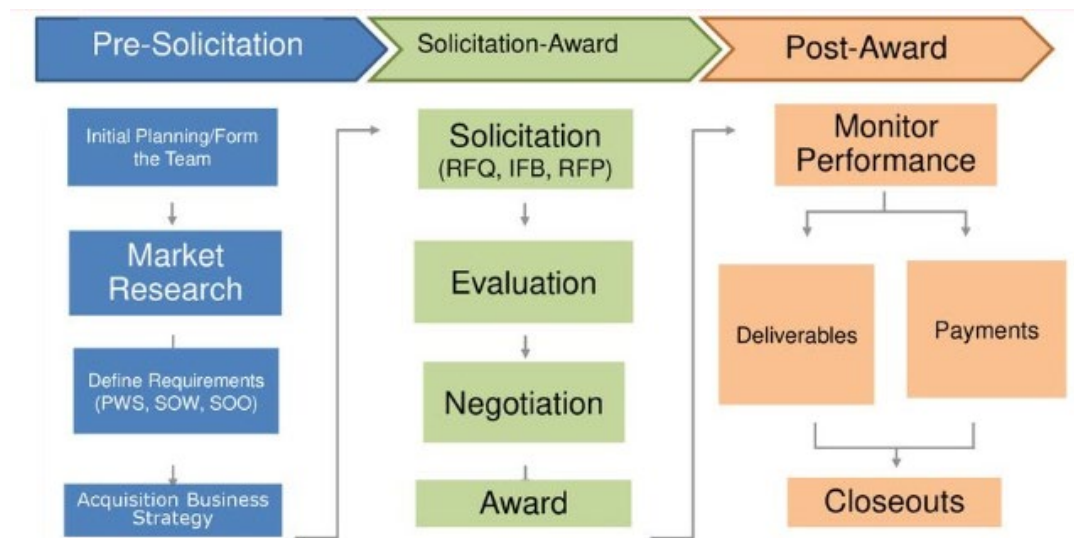 Pre-Solicitation
Solicitation-Award
Post-Award
Initial Planning/Form
the Team
Market
Research
Define Requirements
(PWS, SOW, SOO)
Acquisition Business
Strategy
Solicitation
(RFQ, IFB, RFP)
Evaluation
Negotiation
Award
Monitor
Performance
Deliverables
Payments
Closeouts